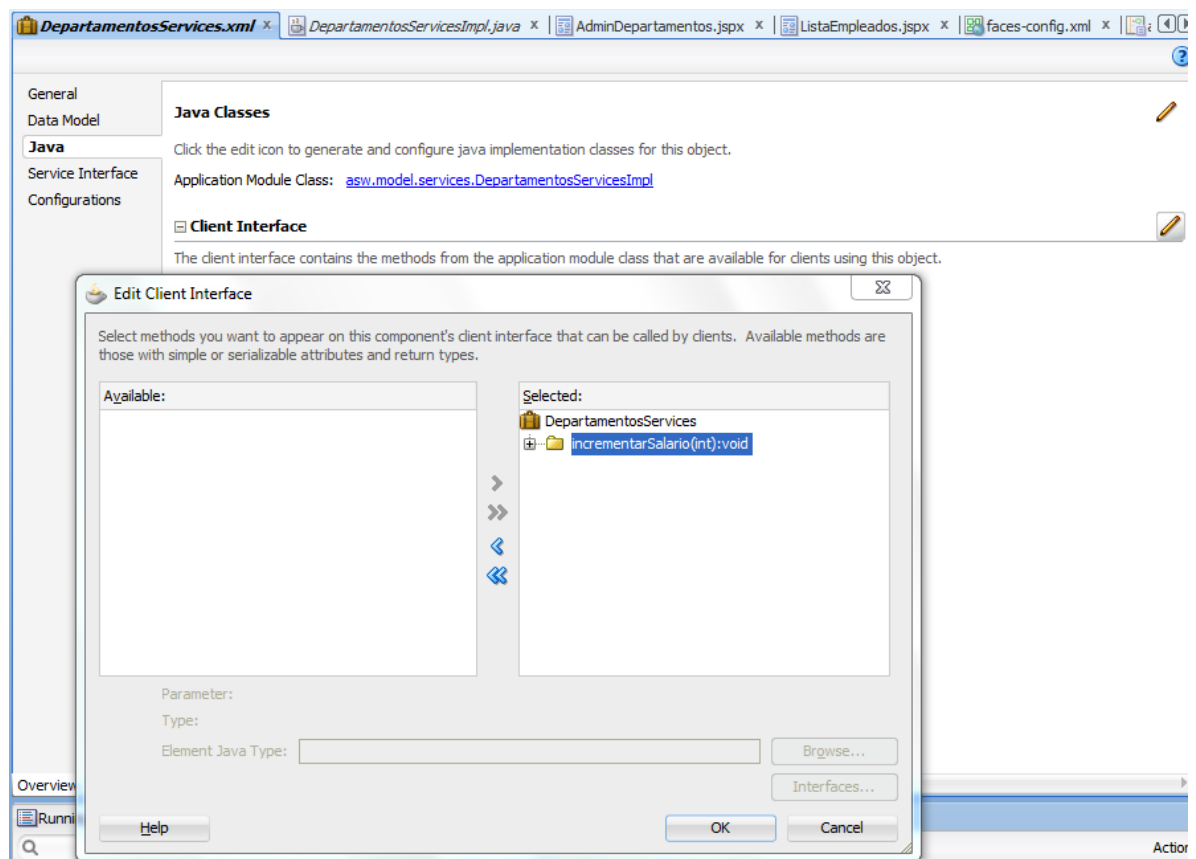 DepartamentosServices.xml x DepartamentosServicesImpl.java x AdminDepartamentos.jspx x ListaEmpleados.jspx x faces-config.xml x
?
General
Data Model
Java
Service Interface
Configurations
Java Classes
Click the edit icon to generate and configure java implementation classes for this object.
Application Module Class: asw.model.services.DepartamentosServicesImpl
Client Interface
The client interface contains the methods from the application module class that are available for clients using this object.
Edit Client Interface
Select methods you want to appear on this component's client interface that can be called by clients. Available methods are
those with simple or serializable attributes and return types.
Available:
Selected:
DepartamentosServices
incrementarSalario(int):void
Parameter:
Type:
Element Java Type:
Browse...
Interfaces...
Help
OK
Cancel
Overview
Runni
Action